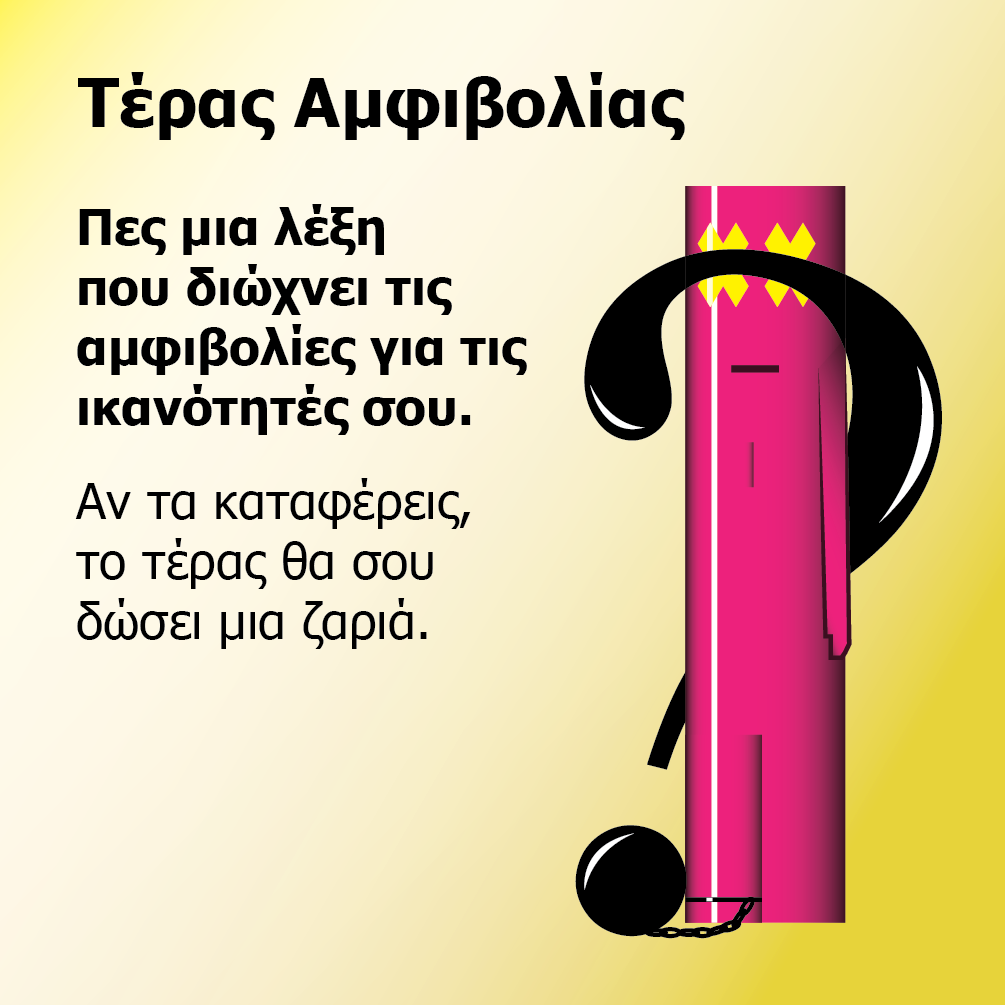 Τέρας Αμφιβολίας
Πες μια λέξη
που διώχνει τις
αμφιβολίες για τις
ικανότητές σου.
Αν τα καταφέρεις,
το τέρας θα σου
δώσει μια ζαριά.